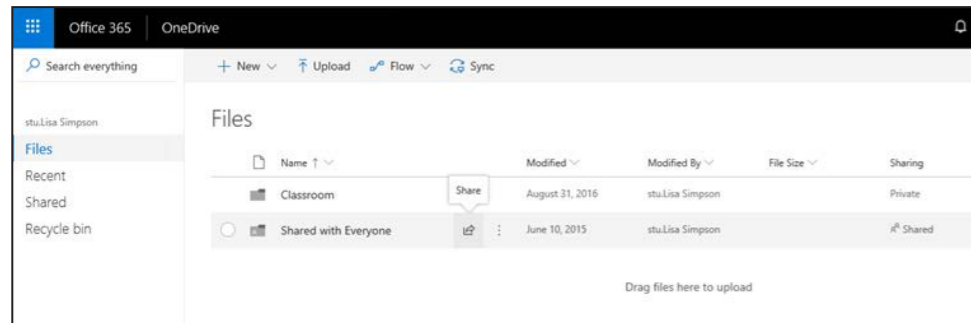 Office 365 OneDrive
Search everything
New Upload Flow Sync
stu.Lisa Simpson
Files
Recent
Shared
Recycle bin
Files
Name Modified Modified By File Size Sharing
Share
Classroom August 31, 2016 stu.Lisa Simpson Private
Shared with Everyone June 10, 2015 stu.Lisa Simpson Shared
Drag files here to upload